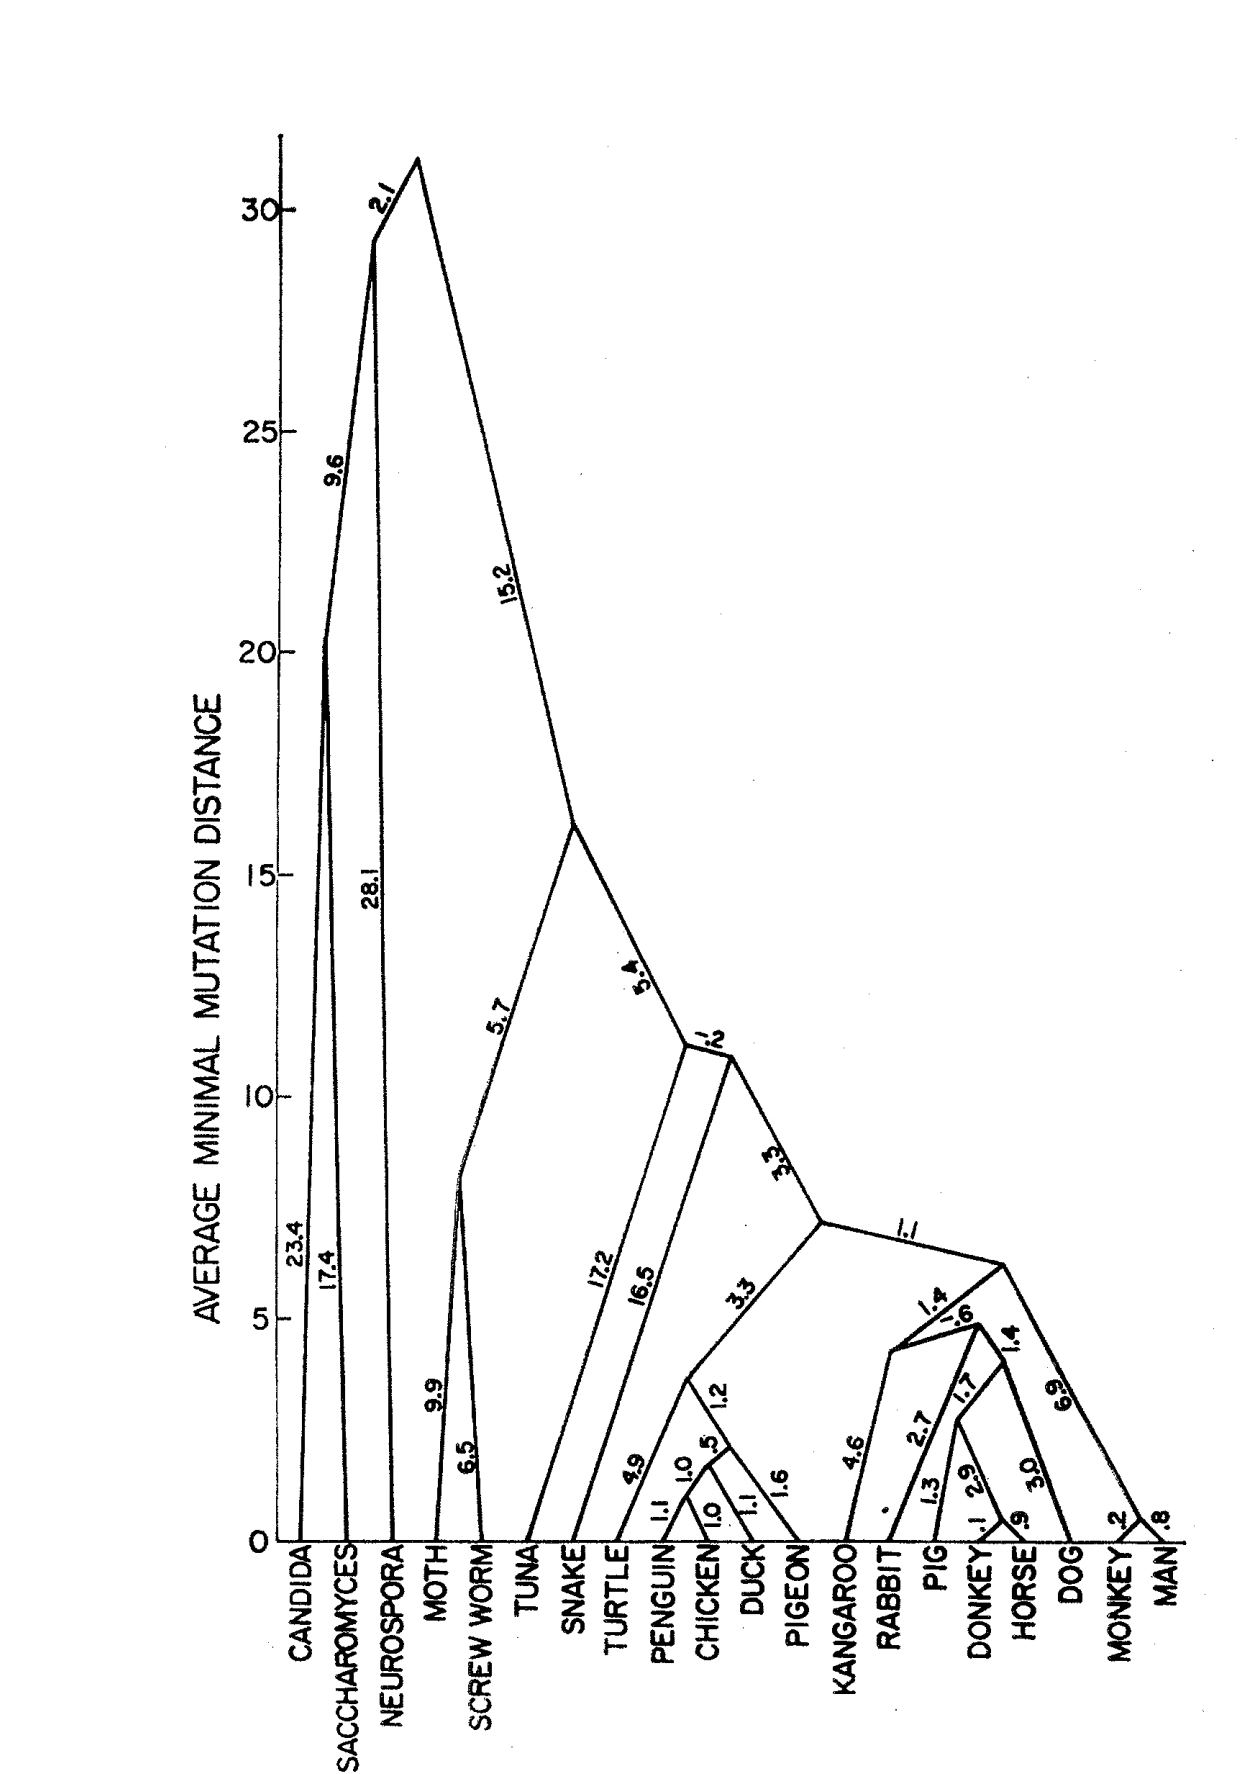 AVERAGE MINIMAL MUTATION DISTANCE
30
25
20
15
10
5
0
2.1
9.6
15.2
28.1
5.7
5.4
-.2
3.3
23.4
17.4
17.2
16.5
3.3
1.1
1.4
-.6
1.4
9.9
6.5
4.9
1.2
1.0
.5
1.1
1.0
1.1
1.6
4.6
2.7
1.7
1.3
2.9
3.0
6.9
.1
.9
.2
.8
CANDIDA
SACCHAROMYCES
NEUROSPORA
MOTH
SCREW WORM
TUNA
SNAKE
TURTLE
PENGUIN
CHICKEN
DUCK
PIGEON
KANGAROO
RABBIT
PIG
DONKEY
HORSE
DOG
MONKEY
MAN